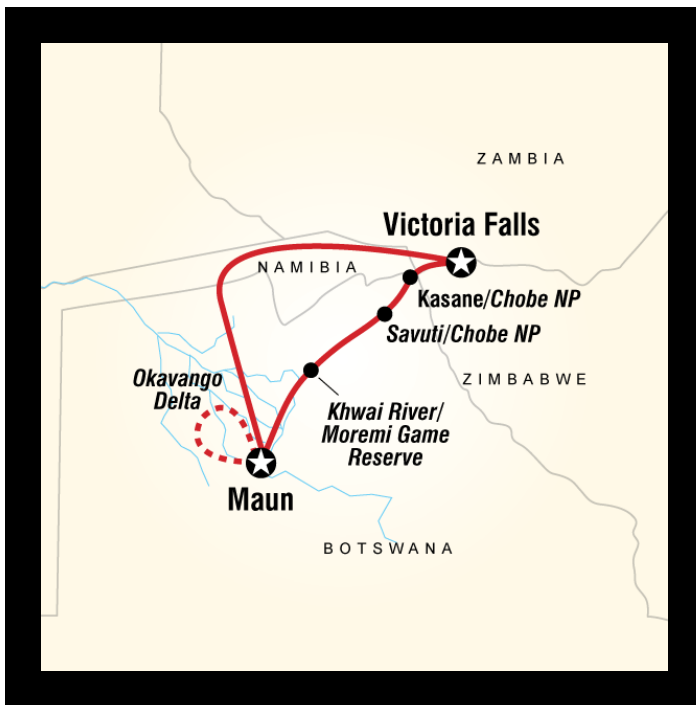 ZAMBIA
Victoria Falls
NAMIBIA
Kasane/Chobe NP
Savuti/Chobe NP
Okavango
Delta
ZIMBABWE
Khwai River/
Moremi Game
Reserve
Maun
BOTSWANA